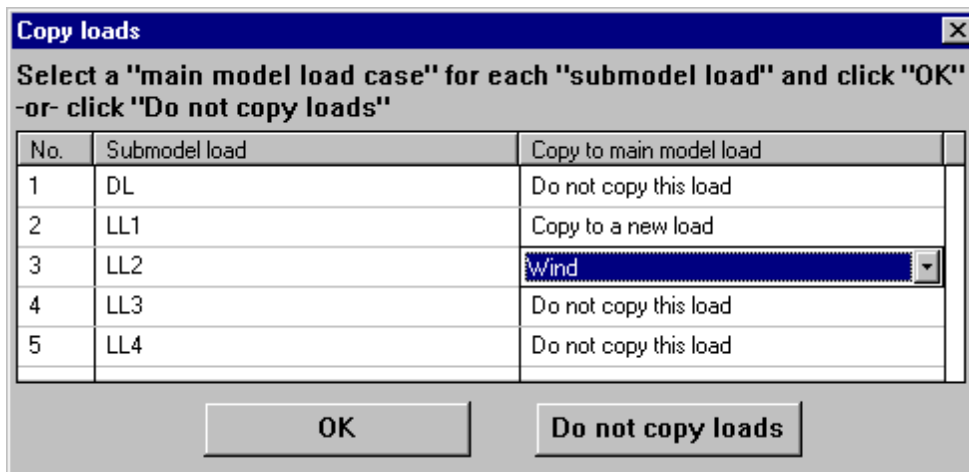 Copy loads
Select a "main model load case" for each "submodel load" and click "OK"
-or- click "Do not copy loads"
No. Submodel load Copy to main model load
1 DL Do not copy this load
2 LL1 Copy to a new load
3 LL2 Wind
4 LL3 Do not copy this load
5 LL4 Do not copy this load
OK Do not copy loads